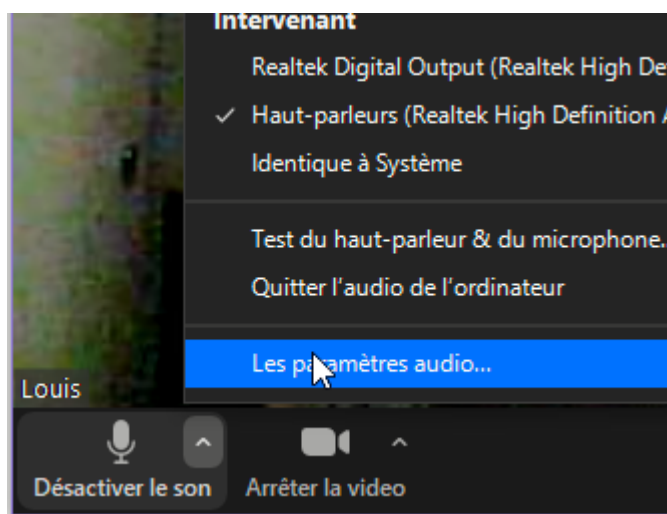 Intervenant
Realtek Digital Output (Realtek High De
Haut-parleurs (Realtek High Definition A
Identique à Système
Test du haut-parleur & du microphone.
Quitter l'audio de l'ordinateur
Les paramètres audio...
Louis
Désactiver le son
Arrêter la video